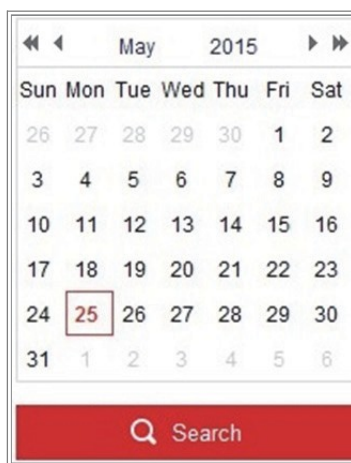 May 2015
Sun Mon Tue Wed Thu Fri Sat
26 27 28 29 30 1 2
3 4 5 6 7 8 9
10 11 12 13 14 15 16
17 18 19 20 21 22 23
24 25 26 27 28 29 30
31 1 2 3 4 5 6
Search